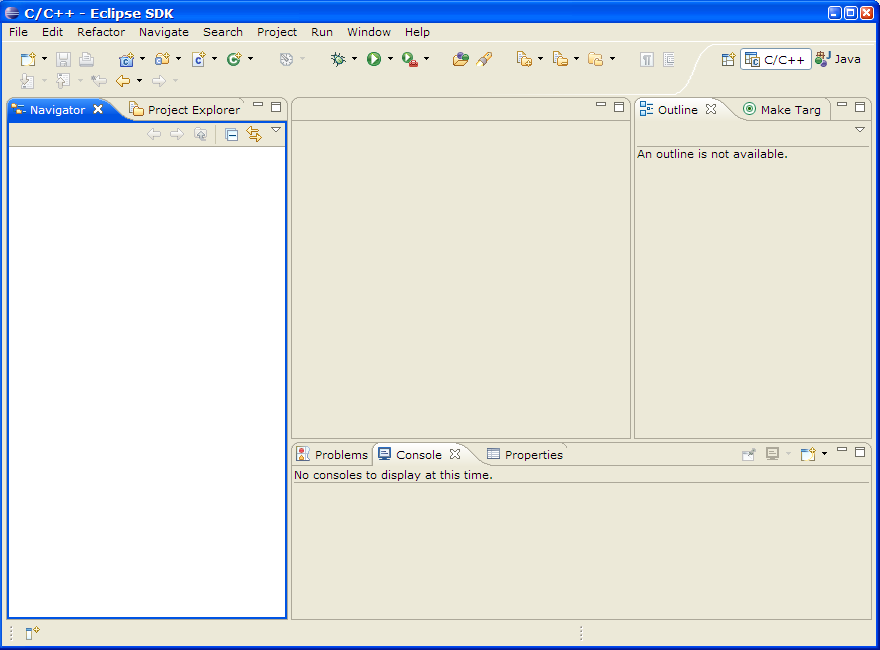 C/C++ - Eclipse SDK
File Edit Refactor Navigate Search Project Run Window Help
C/C++ Java
Navigator Project Explorer
Outline Make Targ
An outline is not available.
Problems Console Properties
No consoles to display at this time.